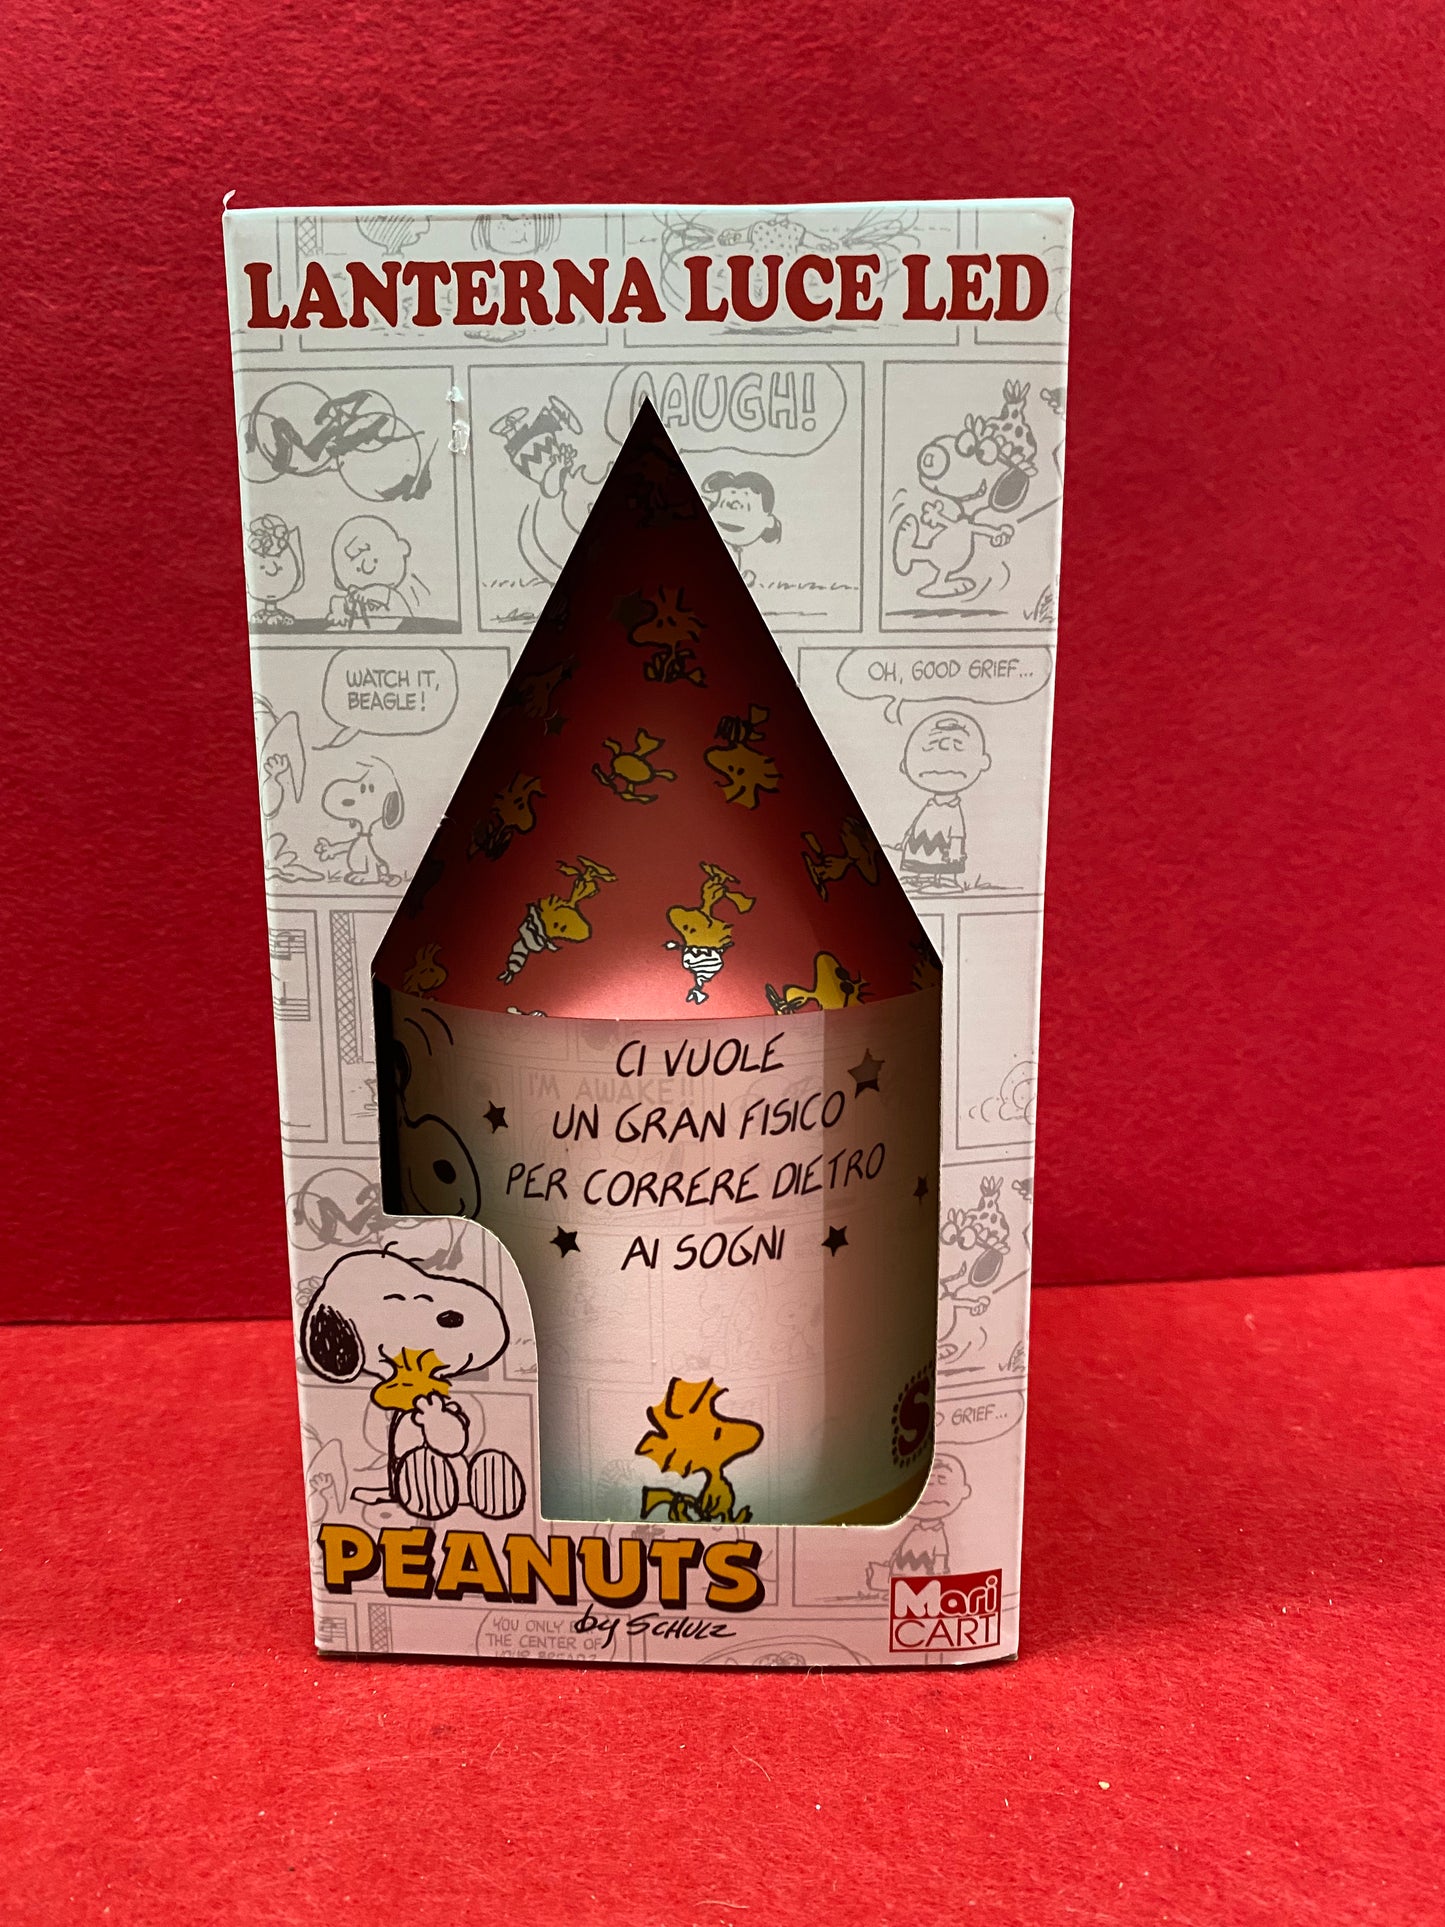 LANTERNA LUCE LED
AAUGH!
WATCH IT,
BEAGLE!
OH, GOOD GRIEF...
CI VUOLE
I'M AWAKE!!
UN GRAN FISICO
PER CORRERE DIETRO
AI SOGNI
S
GRIEF...
PEANUTS
by SCHULZ
YOU ONLY
THE CENTER OF
Mari
CART